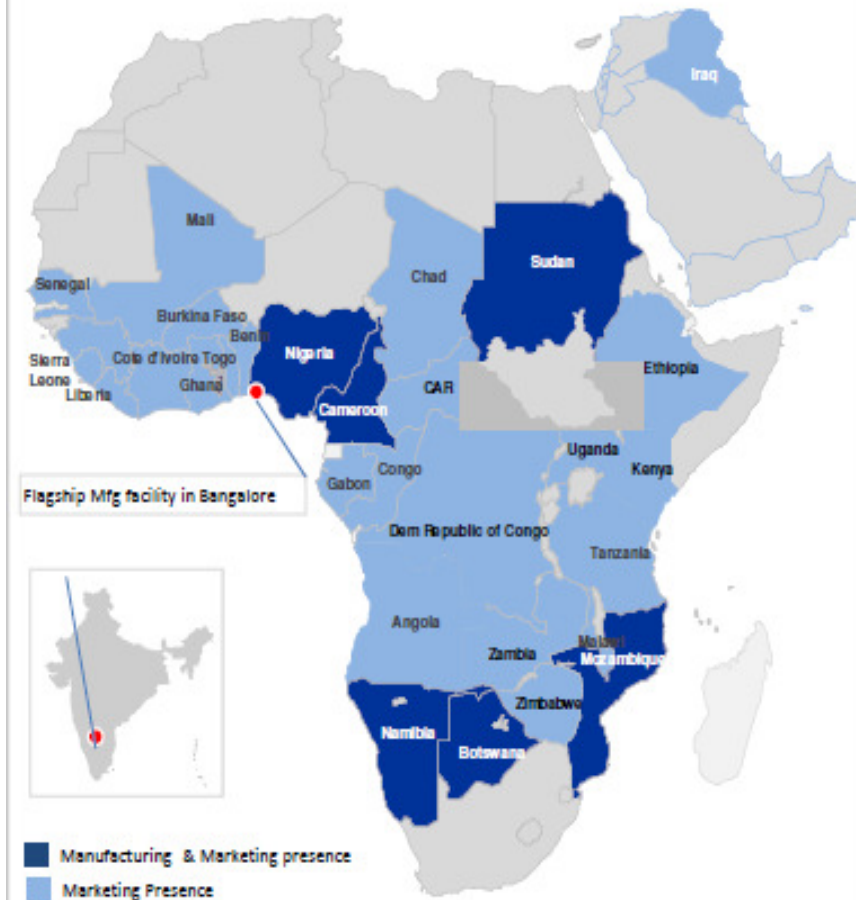 Iraq
Mali
Sudan
Chad
Senegal
Burkina Faso
Benin
Nigeria
Sierra
Leone
Cote d'Ivoire Togo
Ethiopia
Ghana
CAR
Liberia
Cameroon
Uganda
Congo
Kenya
Gabon
Flagship Mfg facility in Bangalore
Dem Republic of Congo
Tanzania
Angola
Malawi
Zambia
Mozambique
Zimbabwe
Namibia
Botswana
Manufacturing & Marketing presence
Marketing Presence